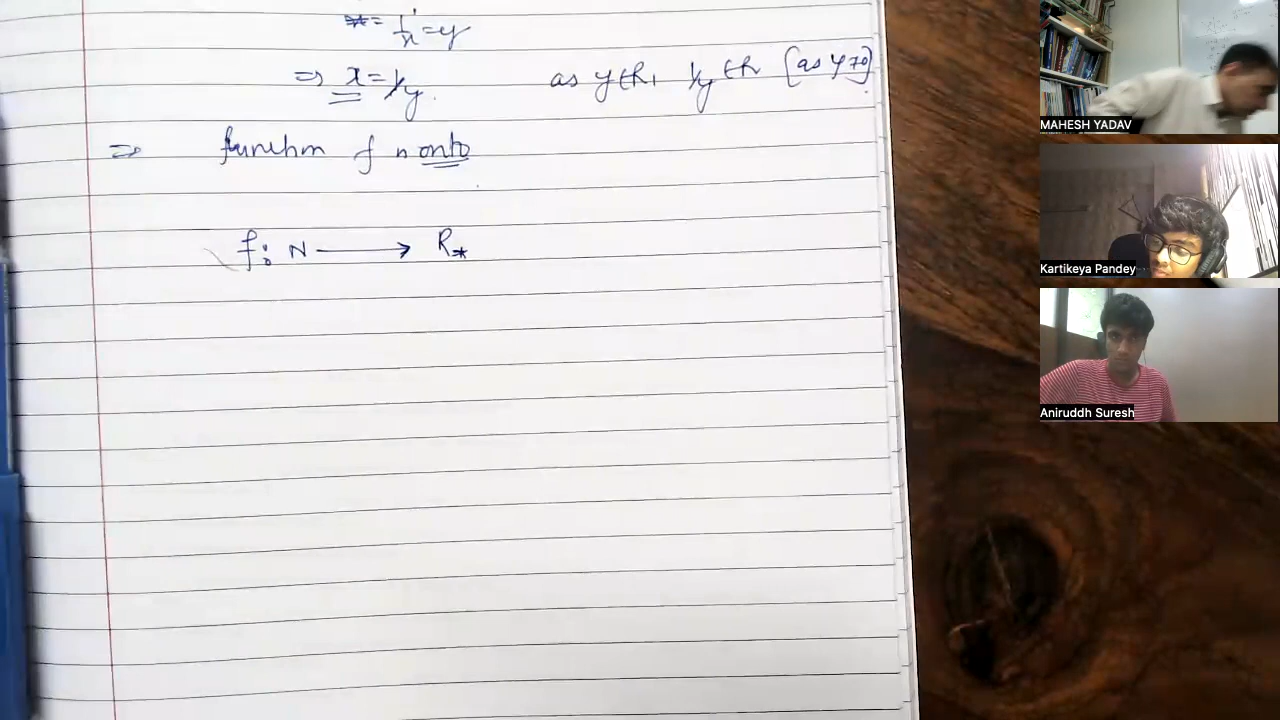 = 1/x = y
⇒ x = 1/y. as y ∈ R, 1/y ∈ R [as y ≠ 0]
⇒ function f is onto
f: N ⟶ R*
MAHESH YADAV
Kartikeya Pandey
Aniruddh Suresh